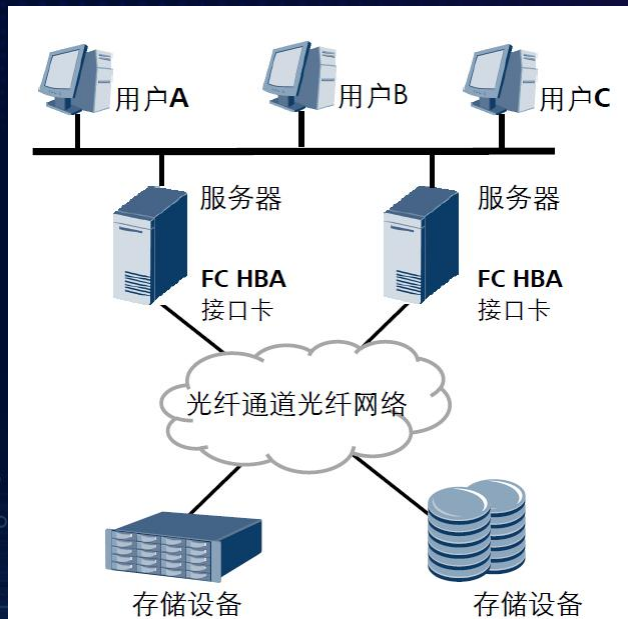 用户A
用户B
用户C
服务器
服务器
FC HBA
接口卡
FC HBA
接口卡
光纤通道光纤网络
存储设备
存储设备